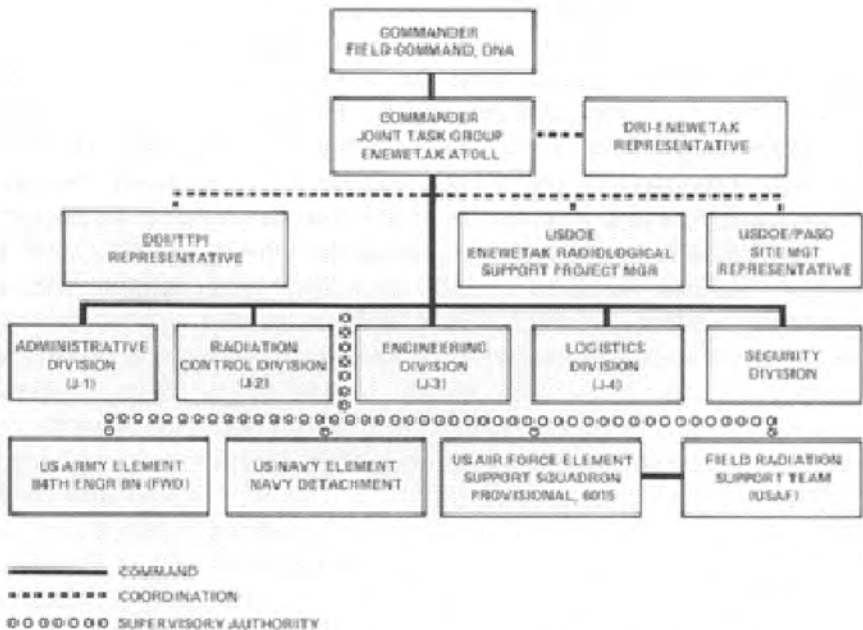 COMMANDER
FIELD COMMAND, DNA
COMMANDER
JOINT TASK GROUP
ENEWETAK ATOLL
DRI-ENEWETAK
REPRESENTATIVE
DOI/TTPI
REPRESENTATIVE
USDOE
ENEWETAK RADIOLOGICAL
SUPPORT PROJECT MGR
USDOE/PASO
SITE MGT
REPRESENTATIVE
ADMINISTRATIVE
DIVISION
(J-1)
RADIATION
CONTROL DIVISION
(J-2)
ENGINEERING
DIVISION
(J-3)
LOGISTICS
DIVISION
(J-4)
SECURITY
DIVISION
US ARMY ELEMENT
84TH ENGR BN (FWD)
US NAVY ELEMENT
NAVY DETACHMENT
US AIR FORCE ELEMENT
SUPPORT SQUADRON
PROVISIONAL, 6015
FIELD RADIATION
SUPPORT TEAM
(USAF)
COMMAND
COORDINATION
SUPERVISORY AUTHORITY